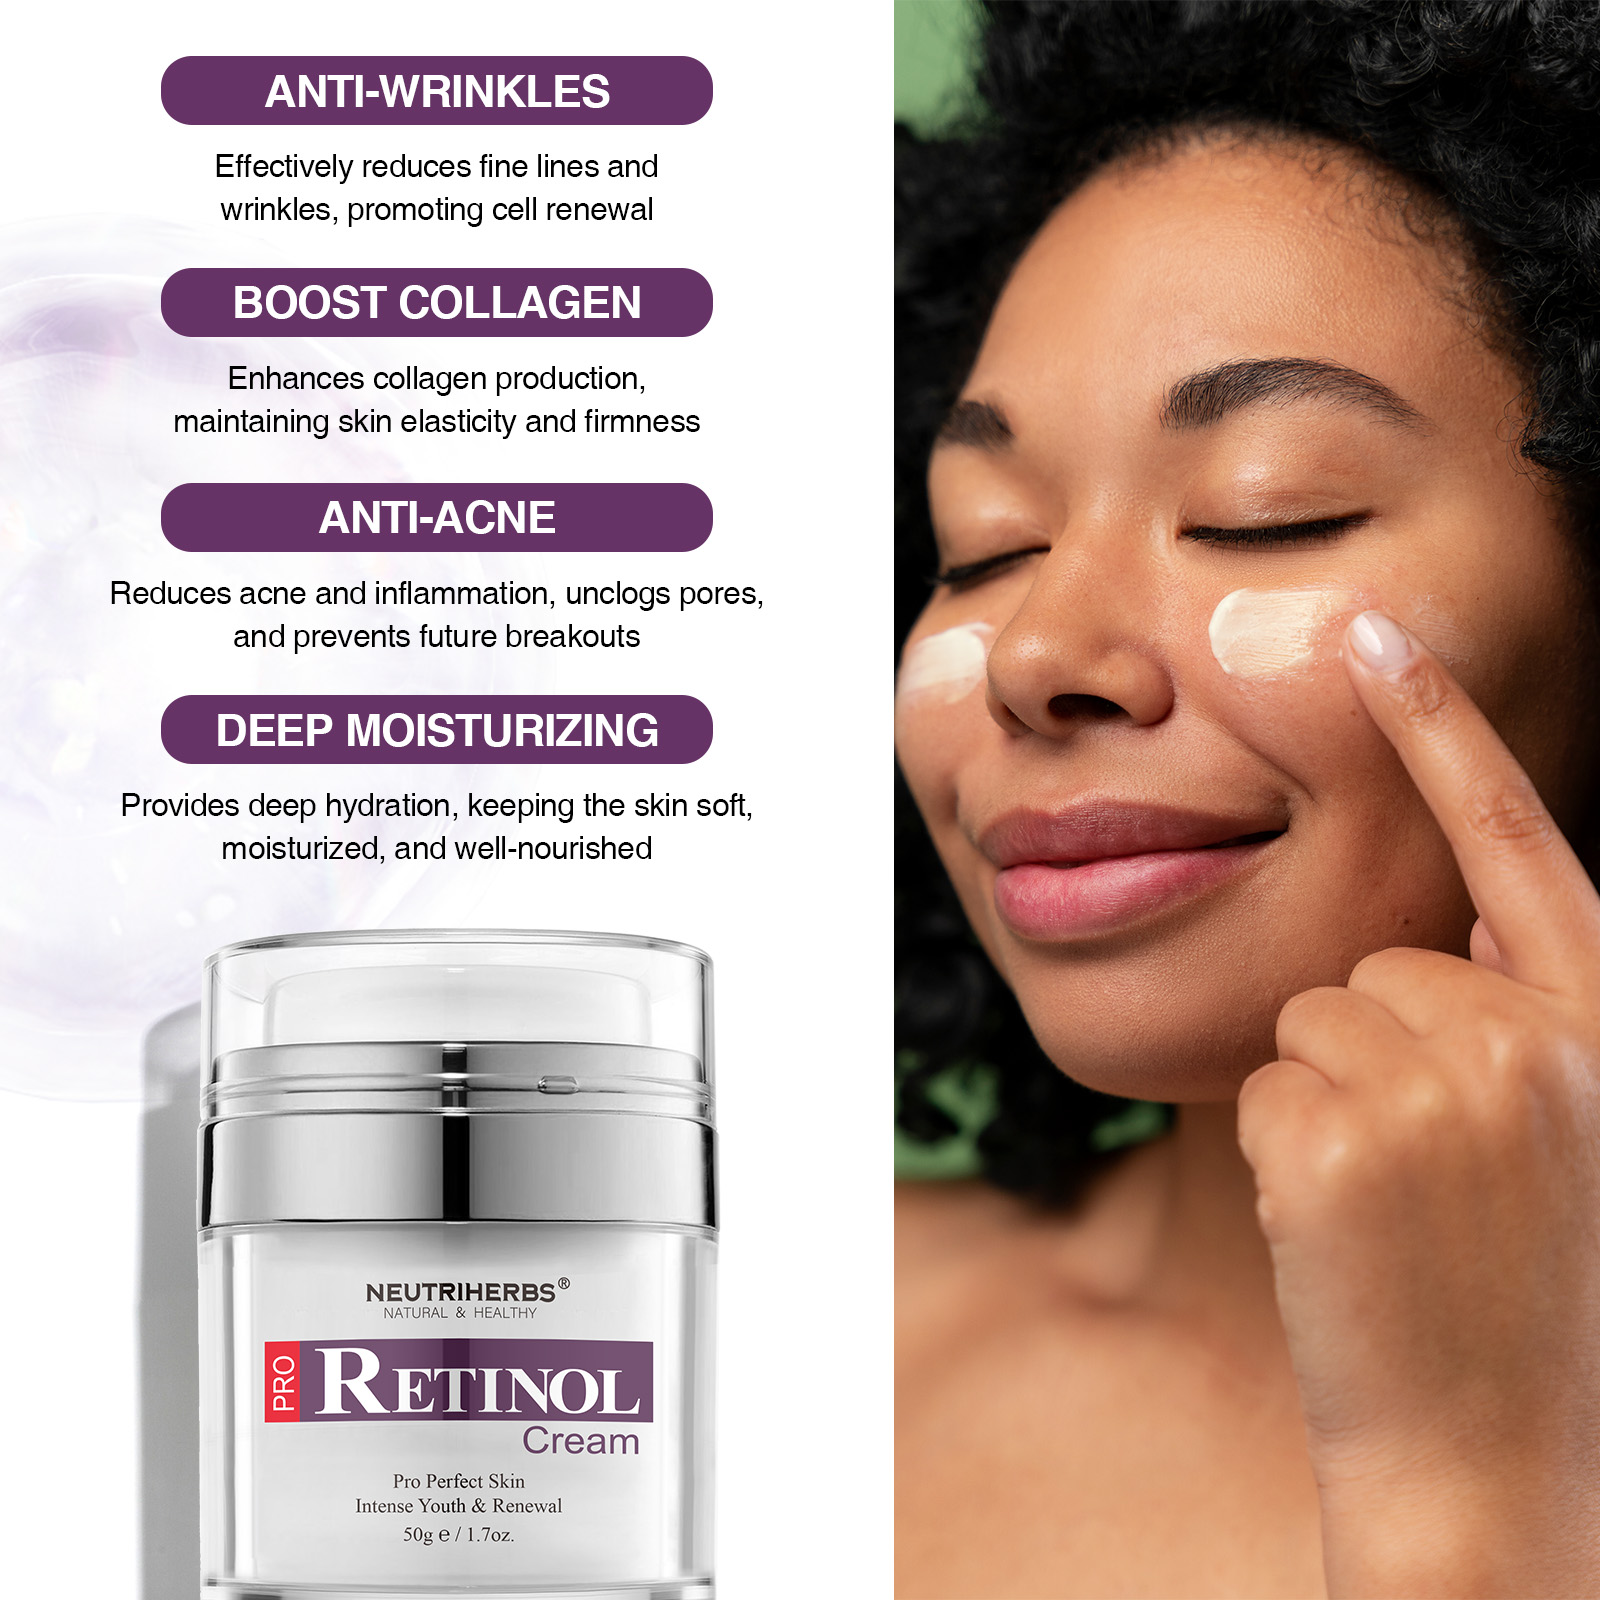 ANTI-WRINKLES
Effectively reduces fine lines and
wrinkles, promoting cell renewal
BOOST COLLAGEN
Enhances collagen production,
maintaining skin elasticity and firmness
ANTI-ACNE
Reduces acne and inflammation, unclogs pores,
and prevents future breakouts
DEEP MOISTURIZING
Provides deep hydration, keeping the skin soft,
moisturized, and well-nourished
NEUTRIHERBS®
NATURAL & HEALTHY
PRO
RETINOL
Cream
Pro Perfect Skin
Intense Youth & Renewal
50g ℮ / 1.7oz.